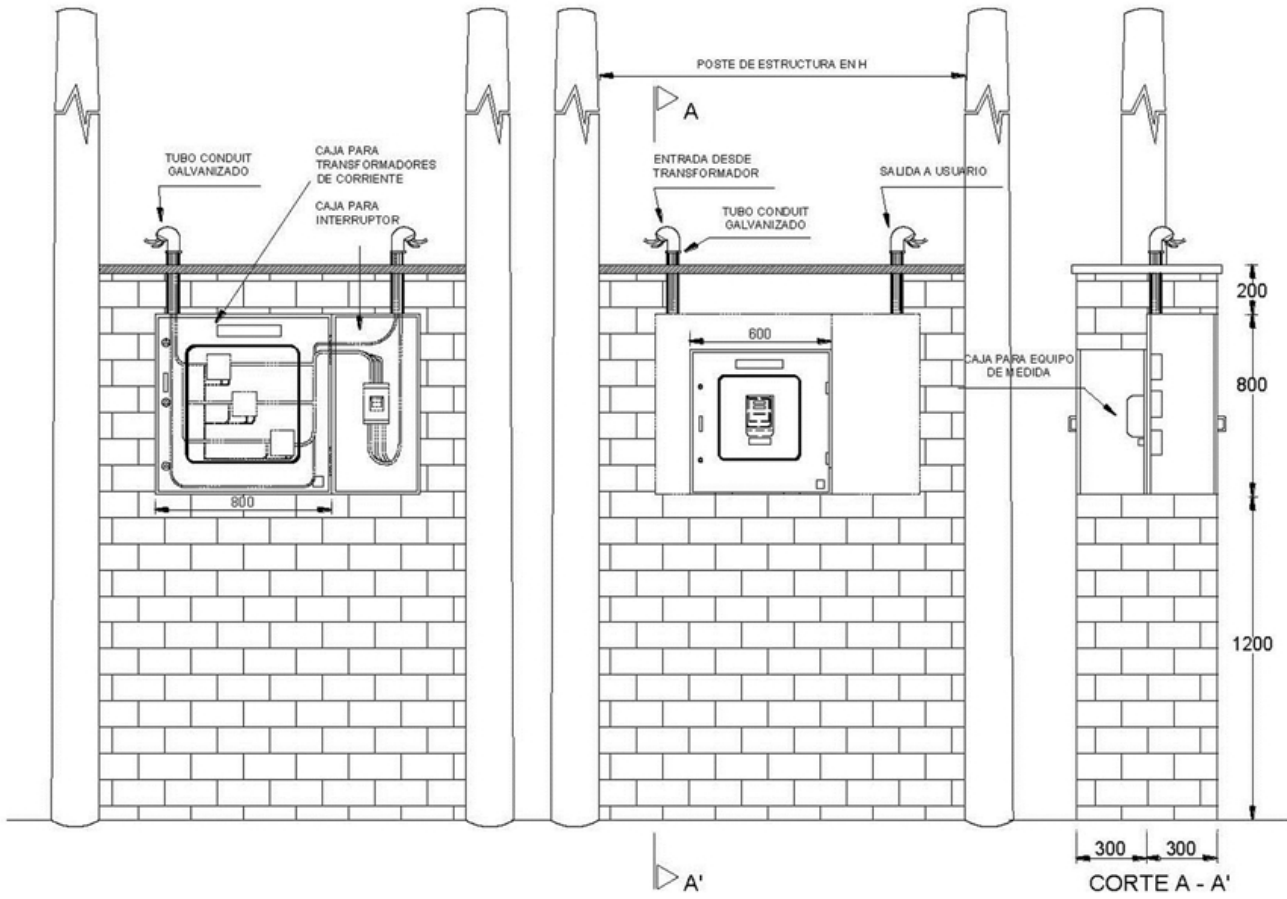 POSTE DE ESTRUCTURA EN H
A
TUBO CONDUIT
GALVANIZADO
CAJA PARA
TRANSFORMADORES
DE CORRIENTE
CAJA PARA
INTERRUPTOR
ENTRADA DESDE
TRANSFORMADOR
TUBO CONDUIT
GALVANIZADO
SALIDA A USUARIO
200
600
CAJA PARA EQUIPO
DE MEDIDA
800
800
1200
300
300
A'
CORTE A - A'